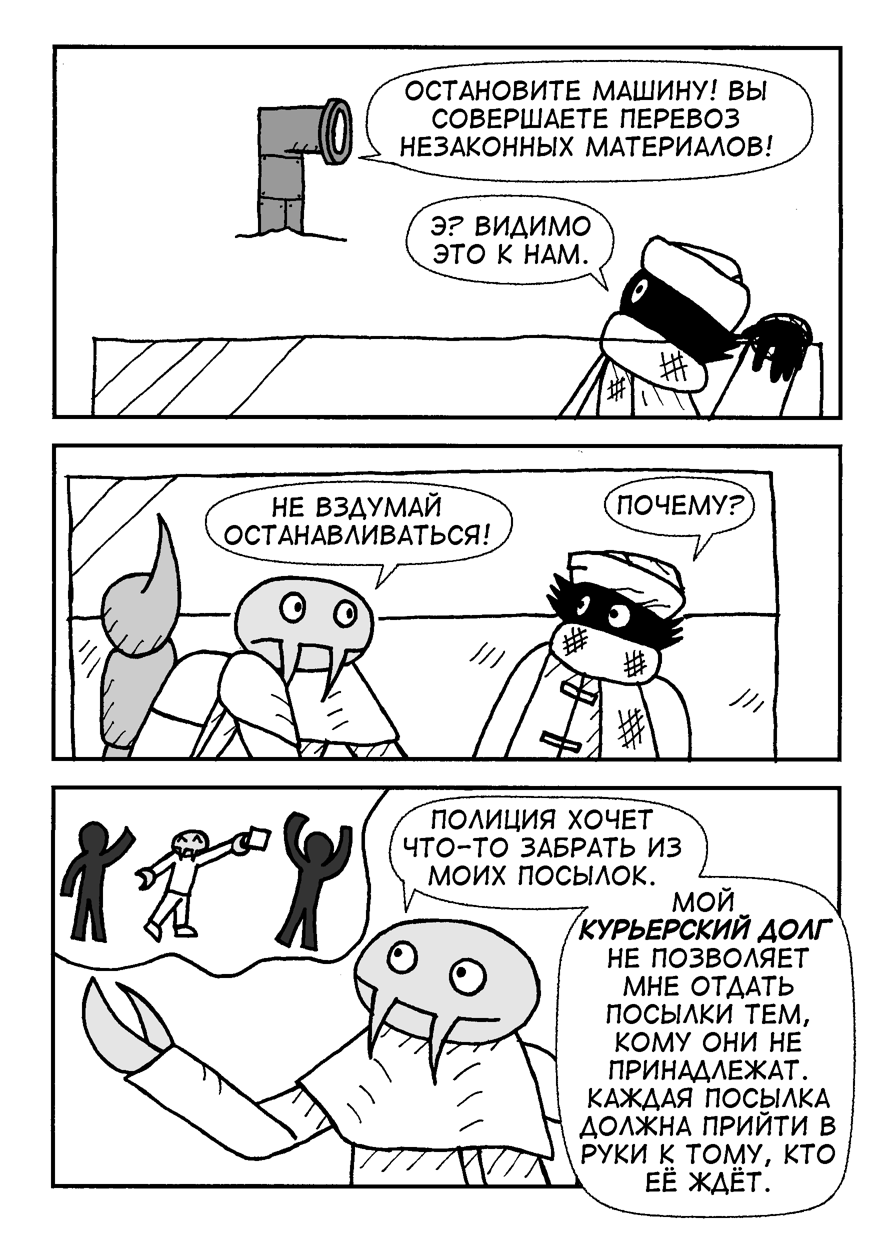 ОСТАНОВИТЕ МАШИНУ! ВЫ
СОВЕРШАЕТЕ ПЕРЕВОЗ
НЕЗАКОННЫХ МАТЕРИАЛОВ!
Э? ВИДИМО
ЭТО К НАМ.
НЕ ВЗДУМАЙ
ОСТАНАВЛИВАТЬСЯ!
ПОЧЕМУ?
ПОЛИЦИЯ ХОЧЕТ
ЧТО-ТО ЗАБРАТЬ ИЗ
МОИХ ПОСЫЛОК.
МОЙ
КУРЬЕРСКИЙ ДОЛГ
НЕ ПОЗВОЛЯЕТ
МНЕ ОТДАТЬ
ПОСЫЛКИ ТЕМ,
КОМУ ОНИ НЕ
ПРИНАДЛЕЖАТ.
КАЖДАЯ ПОСЫЛКА
ДОЛЖНА ПРИЙТИ В
РУКИ К ТОМУ, КТО
ЕЁ ЖДЁТ.